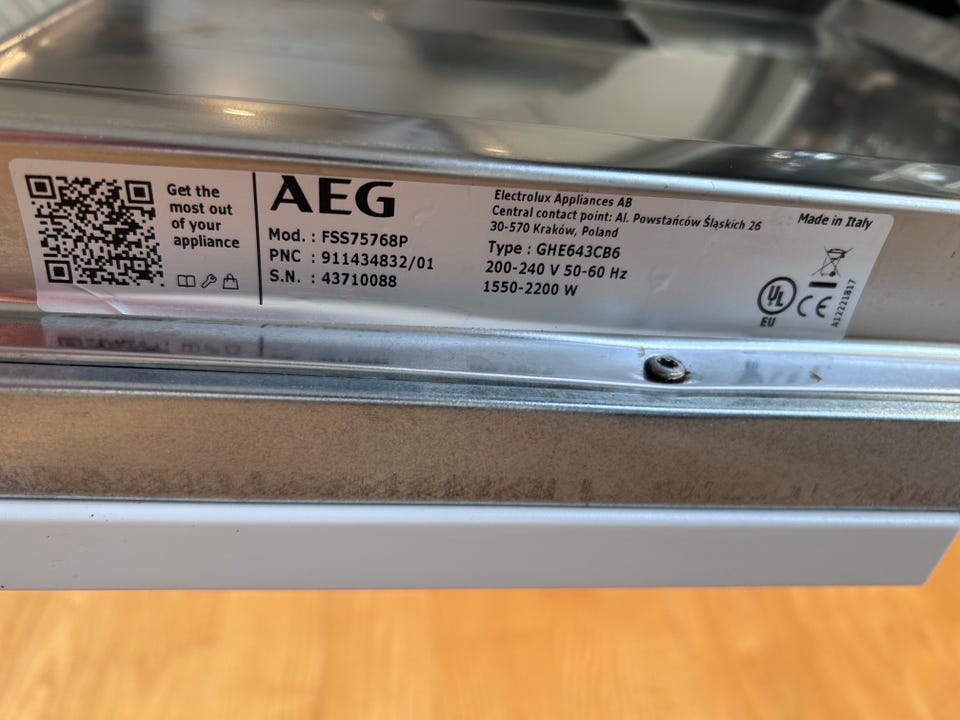 Get the
most out
of your
appliance
AEG
Mod. : FSS75768P
PNC : 911434832/01
S.N. : 43710088
Electrolux Appliances AB
Central contact point: Al. Powstańców Śląskich 26
30-570 Kraków, Poland
Type : GHE643CB6
200-240 V 50-60 Hz
1550-2200 W
Made in Italy
UL
EU
CE
A12221817